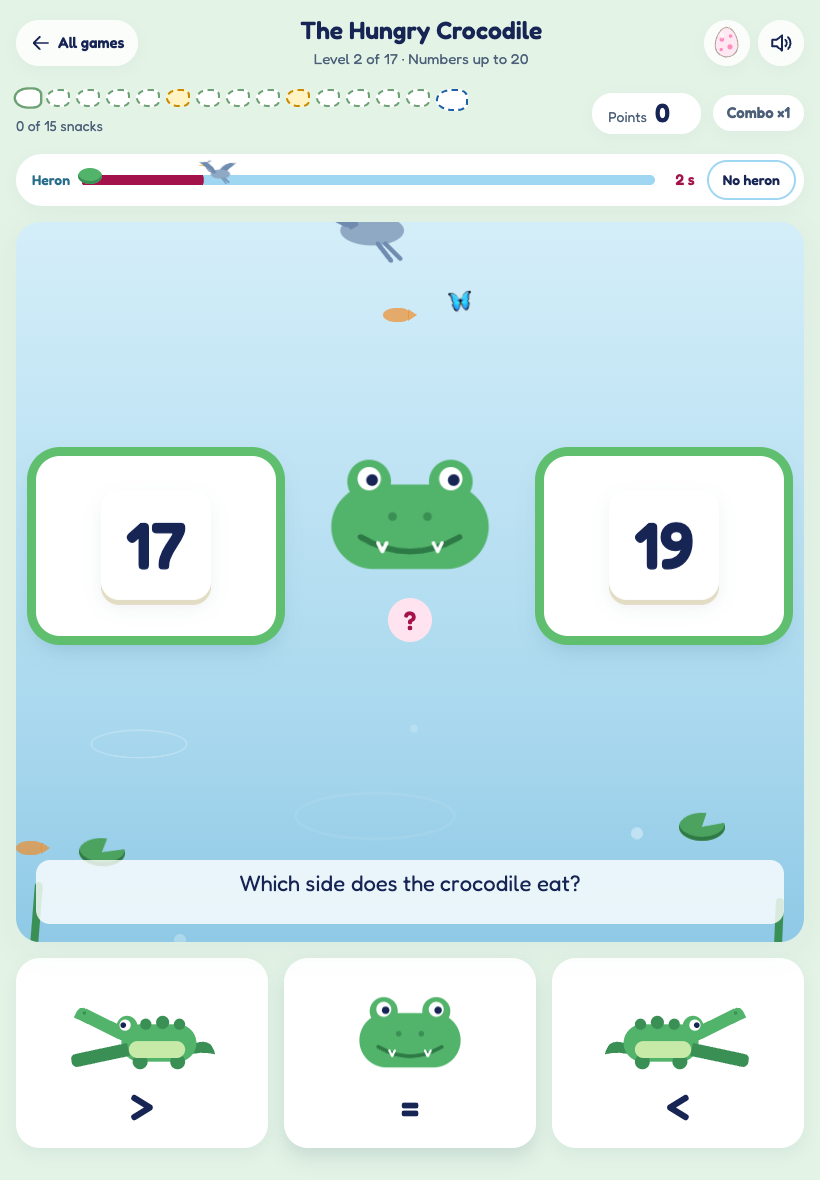 All games
The Hungry Crocodile
Level 2 of 17 · Numbers up to 20
0 of 15 snacks
Points 0
Combo ×1
Heron
2 s
No heron
17
19
?
Which side does the crocodile eat?
>
=
<